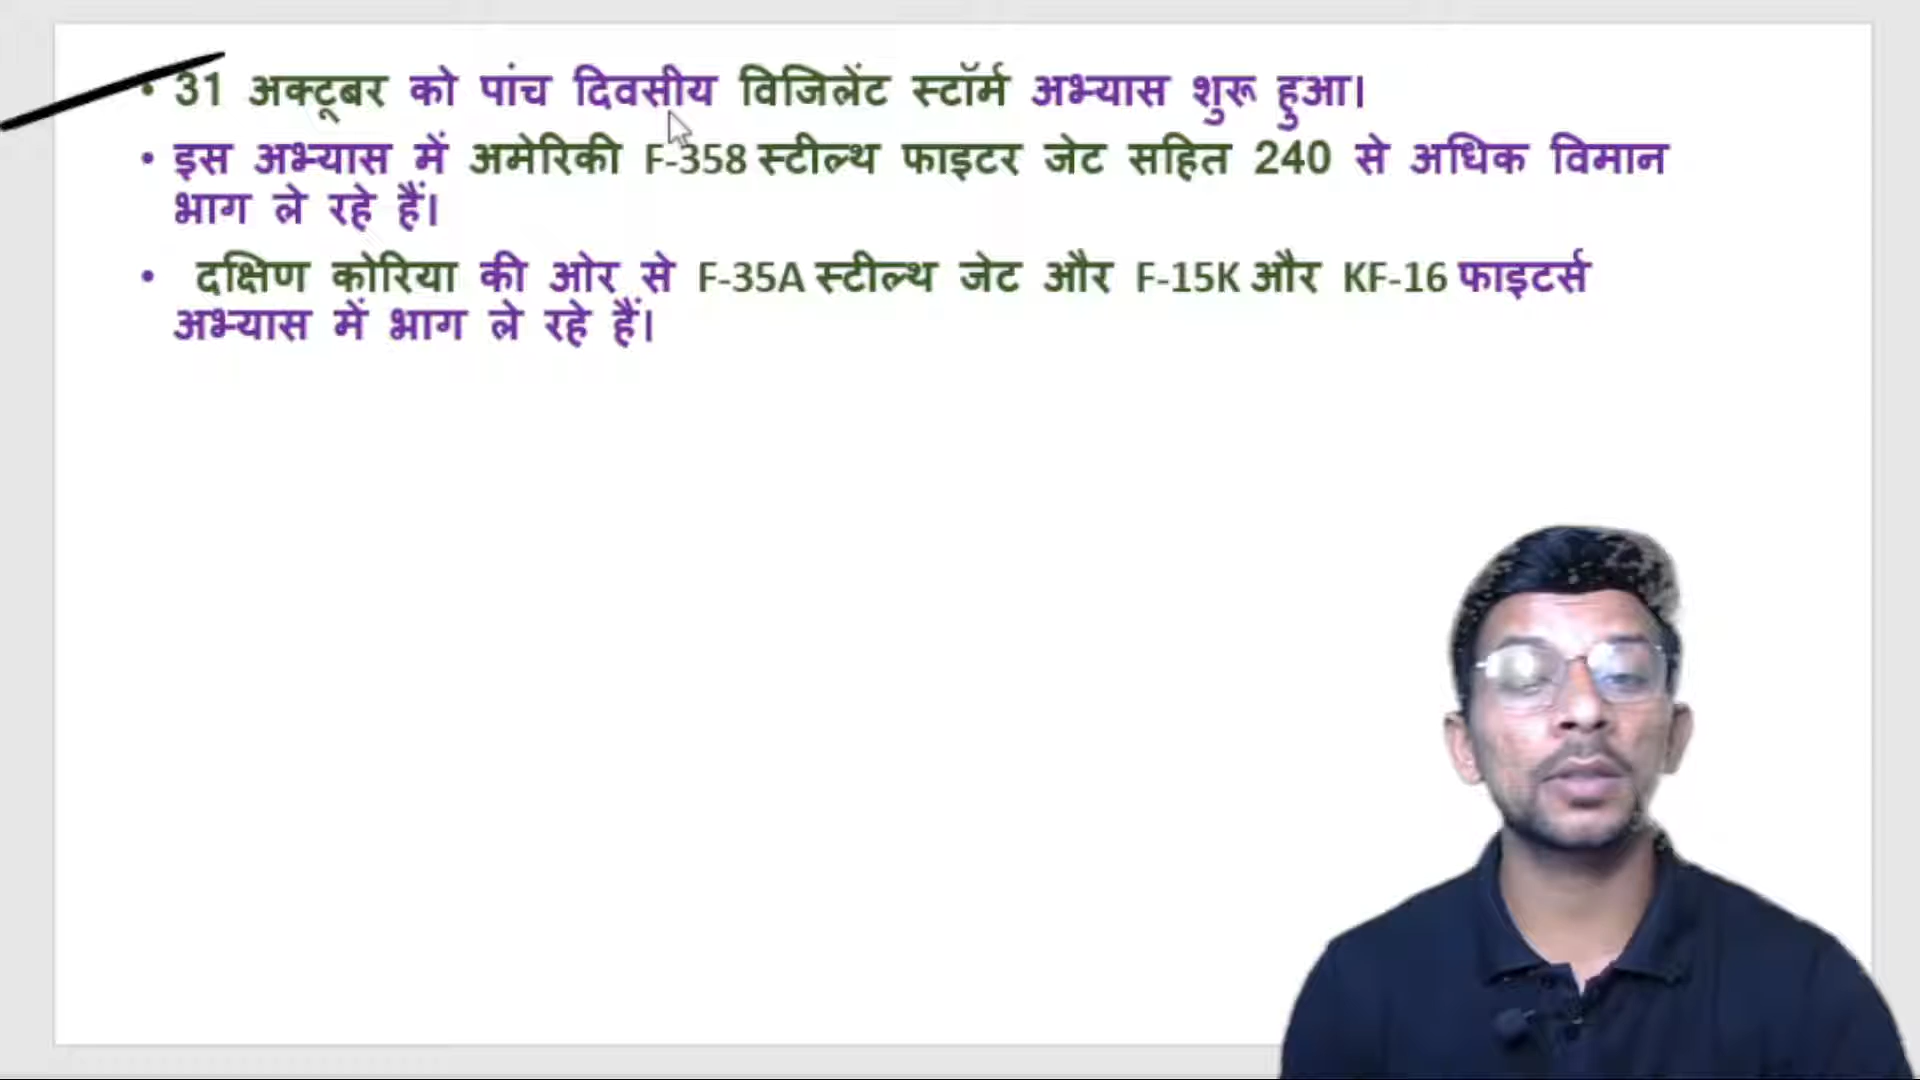 • 31 अक्टूबर को पांच दिवसीय विजिलेंट स्टॉर्म अभ्यास शुरू हुआ।
• इस अभ्यास में अमेरिकी F-358 स्टील्थ फाइटर जेट सहित 240 से अधिक विमान
भाग ले रहे हैं।
• दक्षिण कोरिया की ओर से F-35A स्टील्थ जेट और F-15K और KF-16 फाइटर्स
अभ्यास में भाग ले रहे हैं।